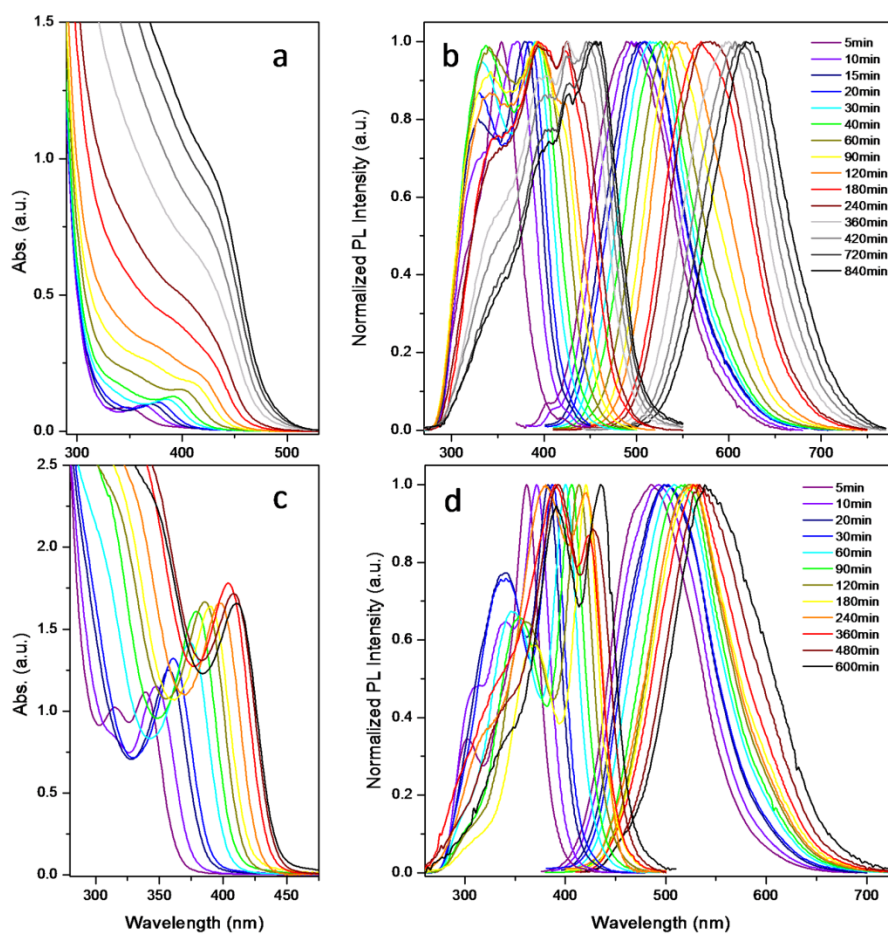 a
1.5
1.0
0.5
0.0
Abs. (a.u.)
300
400
500
b
1.0
0.8
0.6
0.4
0.2
0.0
Normalized PL Intensity (a.u.)
300
400
500
600
700
5min
10min
15min
20min
30min
40min
60min
90min
120min
180min
240min
360min
420min
720min
840min
c
2.5
2.0
1.5
1.0
0.5
0.0
Abs. (a.u.)
300
350
400
450
Wavelength (nm)
d
1.0
0.8
0.6
0.4
0.2
0.0
Normalized PL Intensity (a.u.)
300
400
500
600
700
Wavelength (nm)
5min
10min
20min
30min
60min
90min
120min
180min
240min
360min
480min
600min